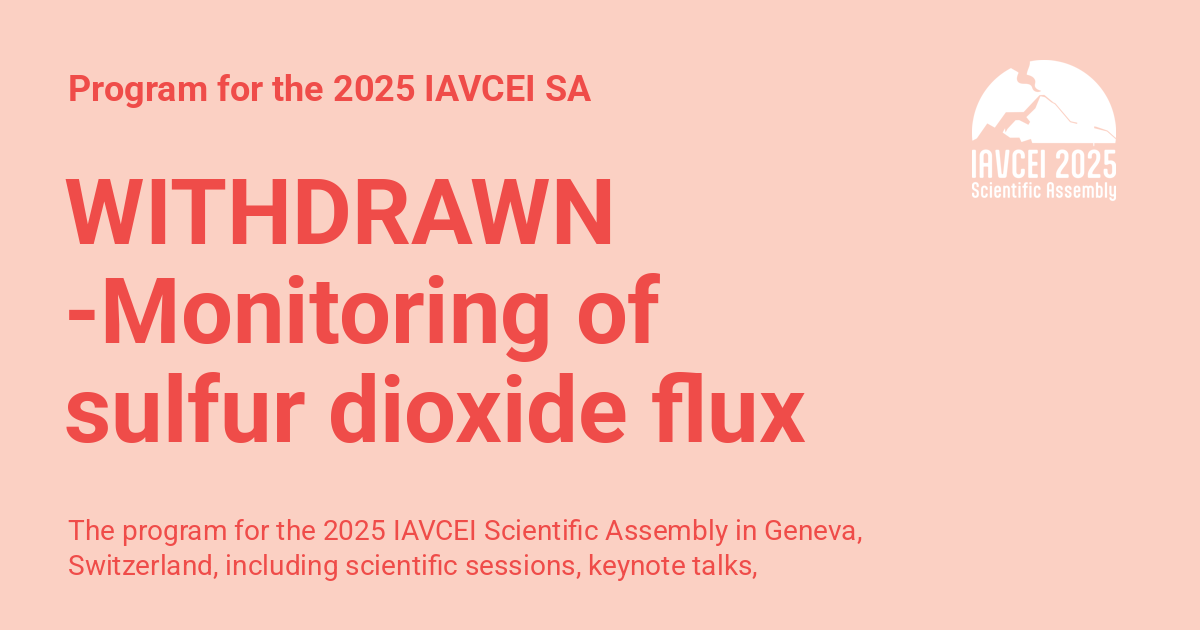 Program for the 2025 IAVCEI SA
IAVCEI 2025
Scientific Assembly
WITHDRAWN
-Monitoring of
sulfur dioxide flux
The program for the 2025 IAVCEI Scientific Assembly in Geneva,
Switzerland, including scientific sessions, keynote talks,